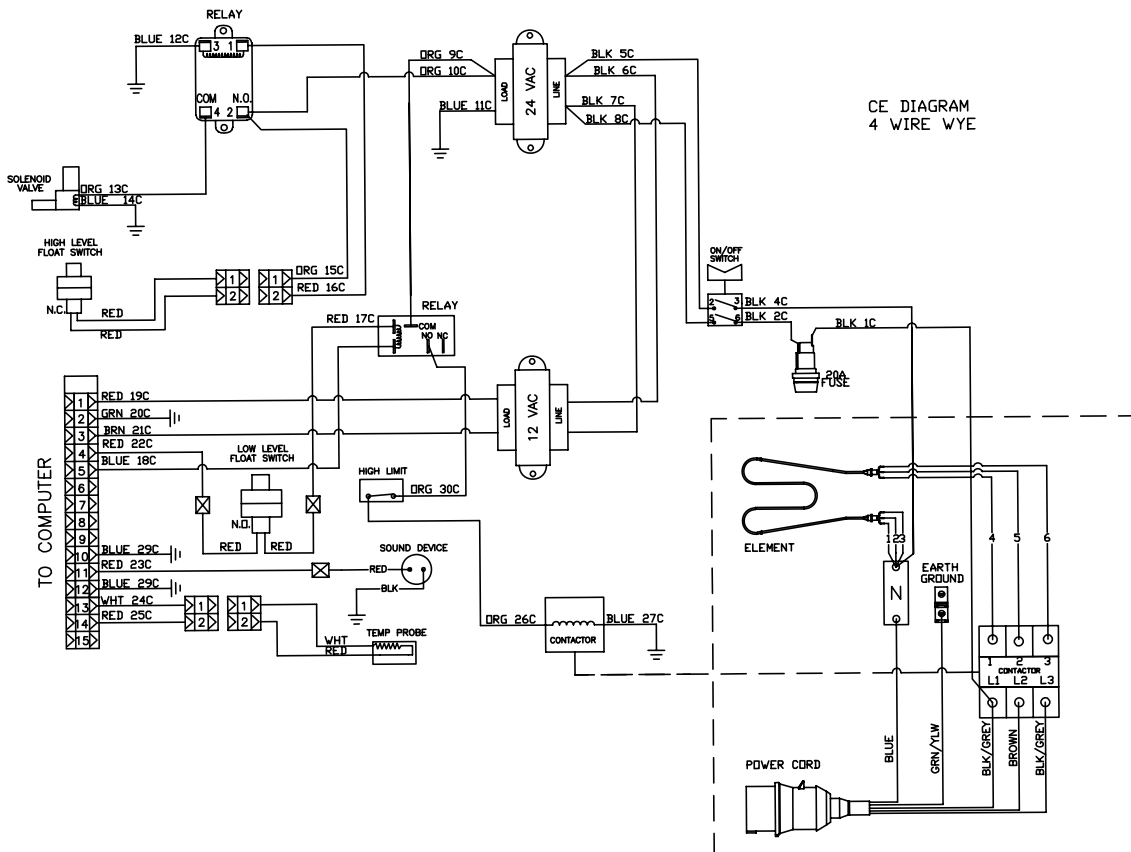 RELAY
BLUE 12C
3 1
COM N.O.
4 2
ORG 9C
ORG 10C
BLUE 11C
LOAD
24 VAC
LINE
BLK 5C
BLK 6C
BLK 7C
BLK 8C
CE DIAGRAM
4 WIRE WYE
SOLENOID
VALVE
ORG 13C
BLUE 14C
HIGH LEVEL
FLOAT SWITCH
N.C.
RED
RED
1
2
1
2
ORG 15C
RED 16C
ON/OFF
SWITCH
2 3
5 6
BLK 4C
BLK 2C
BLK 1C
20A
FUSE
RELAY
RED 17C
COM
NO NC
LOAD
12 VAC
LINE
TO COMPUTER
1
2
3
4
5
6
7
8
9
10
11
12
13
14
15
RED 19C
GRN 20C
BRN 21C
RED 22C
BLUE 18C
LOW LEVEL
FLOAT SWITCH
N.O.
RED
RED
HIGH LIMIT
ORG 30C
BLUE 29C
RED 23C
BLUE 29C
WHT 24C
RED 25C
1
2
1
2
SOUND DEVICE
RED
BLK
WHT
RED
TEMP PROBE
ORG 26C
BLUE 27C
CONTACTOR
ELEMENT
123
4
5
6
N
EARTH
GROUND
1 2 3
CONTACTOR
L1 L2 L3
BLUE
GRN/YLW
BLK/GREY
BROWN
BLK/GREY
POWER CORD